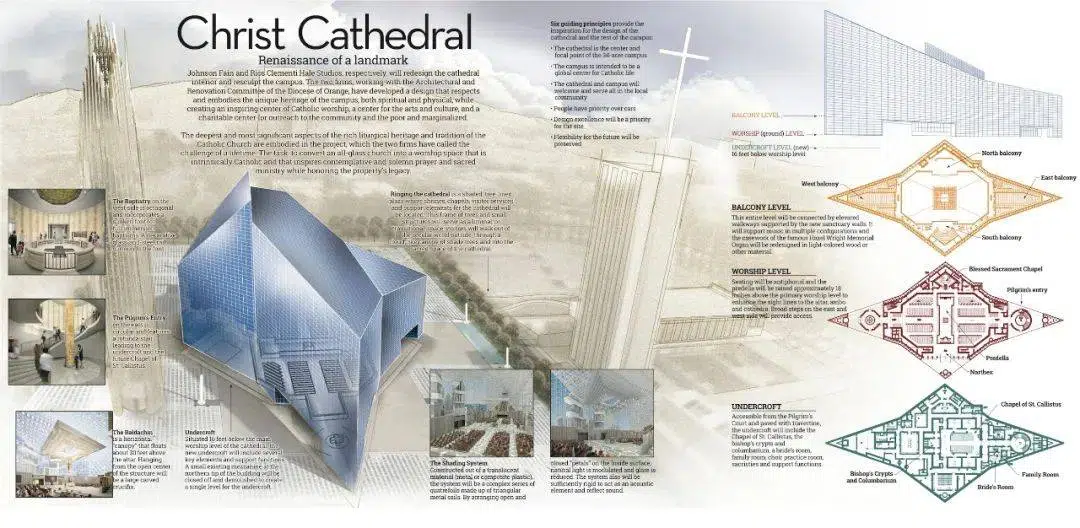 Christ Cathedral
Renaissance of a landmark
Johnson Fain and Rios Clementi Hale Studios, respectively, will redesign the cathedral
interior and resculpt the campus. The two firms, working with the Architectural and
Renovation Committee of the Diocese of Orange, have developed a design that respects
and embodies the unique heritage of the campus, both spiritual and physical, while
creating an inspiring center of Catholic worship, a center for the arts and culture, and a
charitable center for outreach to the community and the poor and marginalized.
The deepest and most significant aspects of the rich liturgical heritage and tradition of the
Catholic Church are embodied in the project, which the two firms have called the
challenge of a lifetime. The task: to convert an all-glass church into a worship space that is
intrinsically Catholic and that inspires contemplative and solemn prayer and sacred
ministry while honoring the property's legacy.
Six guiding principles provide the
inspiration for the design of the
cathedral and the rest of the campus:
• The cathedral is the center and
focal point of the 34-acre campus
• The campus is intended to be a
global center for Catholic life
• The cathedral and campus will
welcome and serve all in the local
community
• People have priority over cars
• Design excellence will be a priority
for the site
• Flexibility for the future will be
preserved
BALCONY LEVEL
WORSHIP (ground) LEVEL
UNDERCROFT LEVEL (new)
16 feet below worship level
North balcony
West balcony
East balcony
South balcony
BALCONY LEVEL
This entire level will be connected by elevated
walkways supported by the new sanctuary walls. It
will support music in multiple configurations and
the casework of the famous Hazel Wright Memorial
Organ will be redesigned in light-colored wood or
other material.
WORSHIP LEVEL
Seating will be antiphonal and the
predella will be raised approximately 18
inches above the primary worship level to
enhance the sight lines to the altar, ambo
and cathedra. Broad steps on the east and
west side will provide access.
Blessed Sacrament Chapel
Pilgrim's entry
Predella
Narthex
UNDERCROFT
Accessible from the Pilgrim's
Court and paved with travertine,
the undercroft will include the
Chapel of St. Callistus, the
bishop's crypts and
columbarium, a bride's room,
family room, choir practice room,
sacristies and support functions.
Chapel of St. Callistus
Bishop's Crypts
and Columbarium
Family Room
Bride's Room
Ringing the cathedral is a shaded tree-lined
The Baptistry on the
west side is octagonal
and incorporates a
The Pilgrim's Entry
on the east
leading to the
undercroft and the
future Chapel of
St. Callistus.
The Baldachin
is a horizontal
"canopy" that floats
about 30 feet above
the altar. Hanging
from the open center
of the structure will
be a large carved
crucifix.
Undercroft
Situated 16 feet below the main
worship level of the cathedral, the
new undercroft will include several
key elements and support functions.
A small existing mezzanine at the
northern tip of the building will be
closed off and demolished to create
a single level for the undercroft.
The Shading System
Constructed out of a translucent
material (metal or composite plastic),
the system will be a complex series of
quatrefoils made up of triangular
metal sails. By arranging open and
closed "petals" on the inside surface,
natural light is modulated and glare is
reduced. The system also will be
sufficiently rigid to act as an acoustic
element and reflect sound.